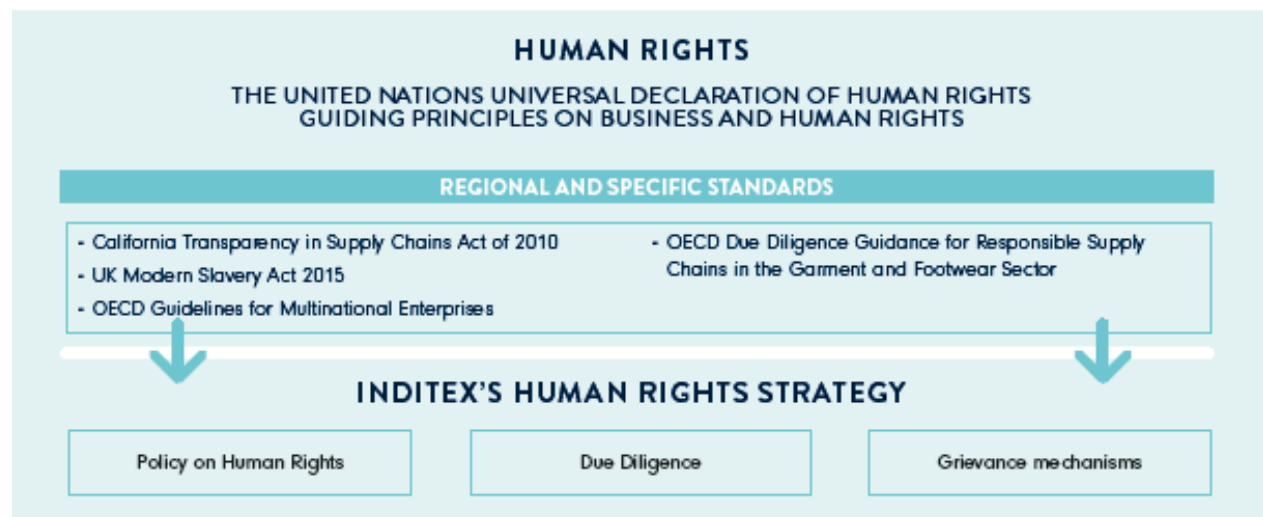 HUMAN RIGHTS
THE UNITED NATIONS UNIVERSAL DECLARATION OF HUMAN RIGHTS
GUIDING PRINCIPLES ON BUSINESS AND HUMAN RIGHTS
REGIONAL AND SPECIFIC STANDARDS
- California Transparency in Supply Chains Act of 2010
- UK Modern Slavery Act 2015
- OECD Guidelines for Multinational Enterprises
- OECD Due Diligence Guidance for Responsible Supply
Chains in the Garment and Footwear Sector
INDITEX'S HUMAN RIGHTS STRATEGY
Policy on Human Rights
Due Diligence
Grievance mechanisms